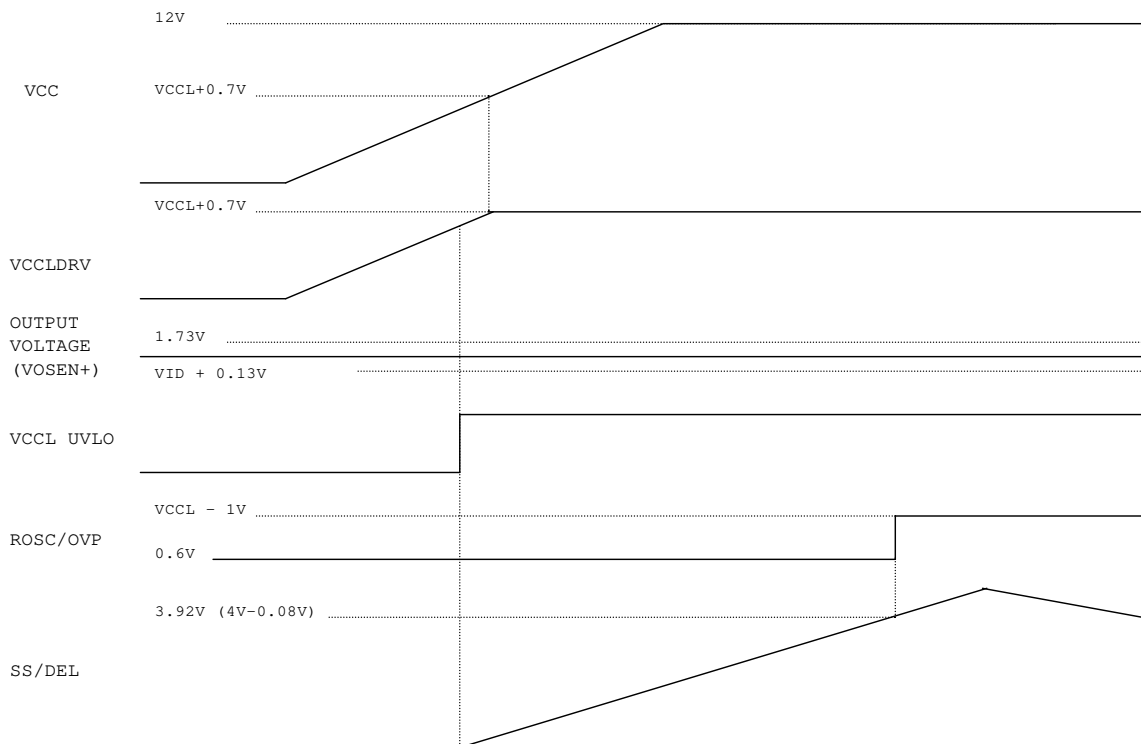 12V
VCC
VCCL+0.7V
VCCL+0.7V
VCCLDRV
OUTPUT
VOLTAGE
(VOSEN+)
1.73V
VID + 0.13V
VCCL UVLO
VCCL - 1V
ROSC/OVP
0.6V
3.92V (4V-0.08V)
SS/DEL